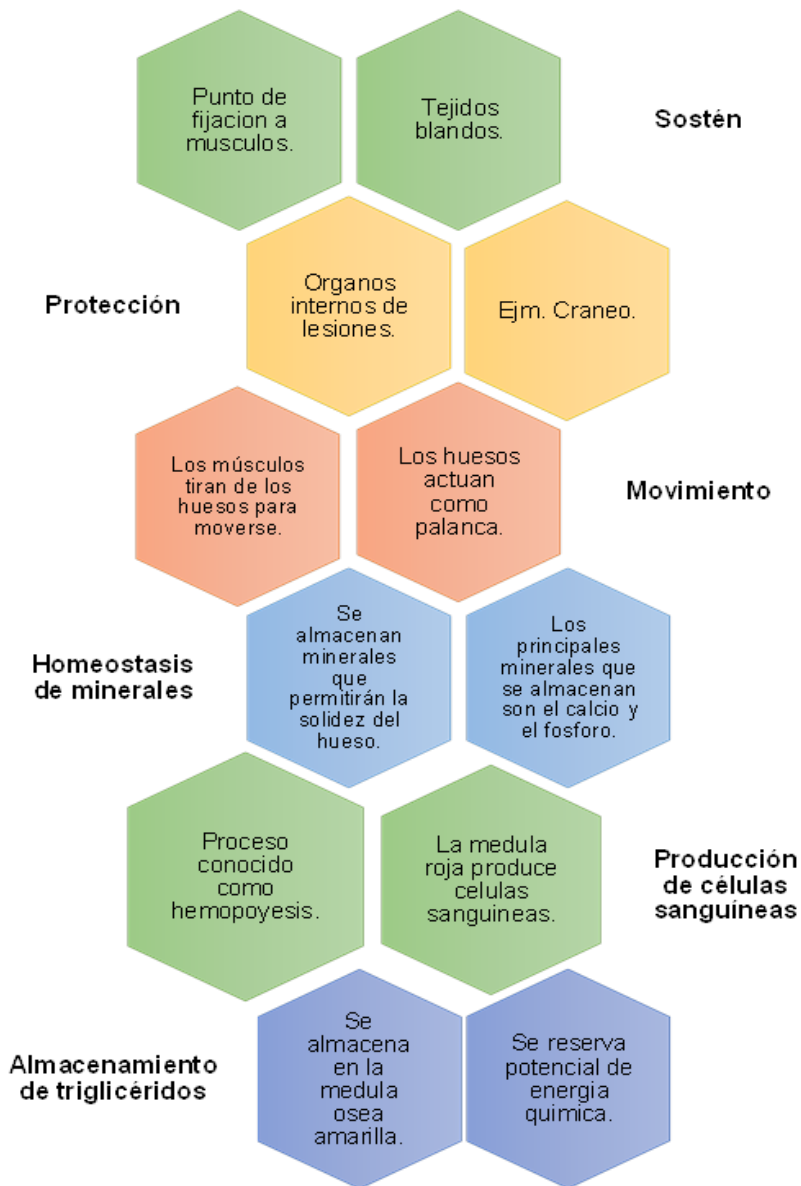 Punto de
fijacion a
musculos.
Tejidos
blandos.
Sostén
Protección
Organos
internos de
lesiones.
Ejm. Craneo.
Los músculos
tiran de los
huesos para
moverse.
Los huesos
actuan
como
palanca.
Movimiento
Homeostasis
de minerales
Se
almacenan
minerales
que
permitirán la
solidez del
hueso.
Los
principales
minerales que
se almacenan
son el calcio y
el fosforo.
Proceso
conocido
como
hemopoyesis.
La medula
roja produce
celulas
sanguineas.
Producción
de células
sanguíneas
Almacenamiento
de triglicéridos
Se
almacena
en la
medula
osea
amarilla.
Se reserva
potencial de
energia
quimica.